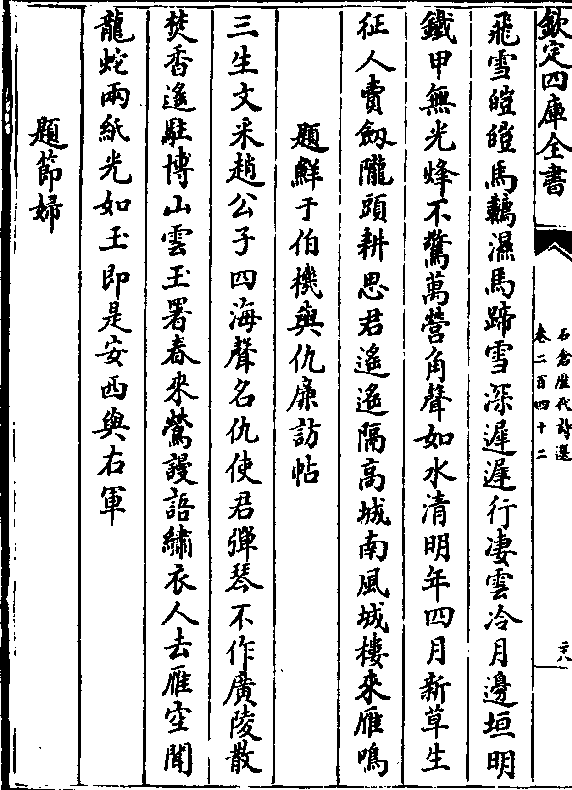 欽定四庫全書
石倉歷代詩選
卷二百四十二
二十八
飛雪皚皚馬韉濕馬蹄雪深遲遲行凄雲冷月邊垣明
鐵甲無光烽不驚萬營角聲如水清明年四月新草生
征人賣劔隴頭耕思君遙遙隔高城南風城樓來雁鳴
題鮮于伯機與仇廉訪帖
三生文采趙公子四海聲名仇使君彈琴不作廣陵散
焚香遙駐博山雲玉署春來鶯謾語繡衣人去雁空聞
龍蛇兩紙光如玉即是安西與右軍
題節婦